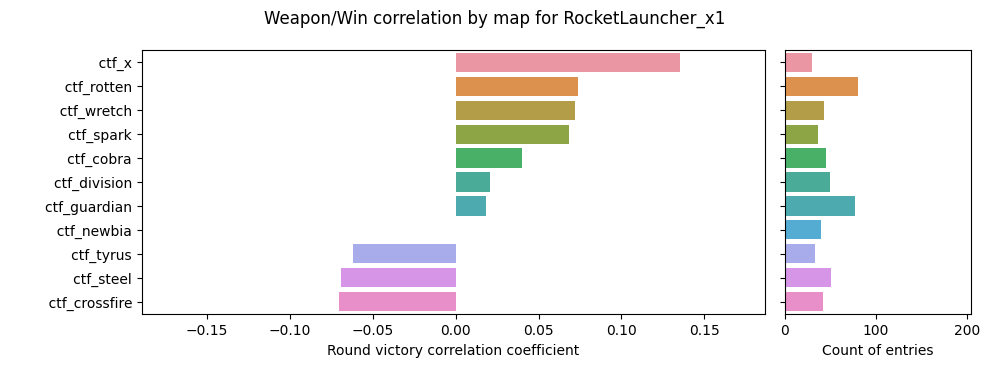 Weapon/Win correlation by map for RocketLauncher_x1
ctf_x
ctf_rotten
ctf_wretch
ctf_spark
ctf_cobra
ctf_division
ctf_guardian
ctf_newbia
ctf_tyrus
ctf_steel
ctf_crossfire
−0.15 −0.10 −0.05 0.00 0.05 0.10 0.15
Round victory correlation coefficient
0 100 200
Count of entries